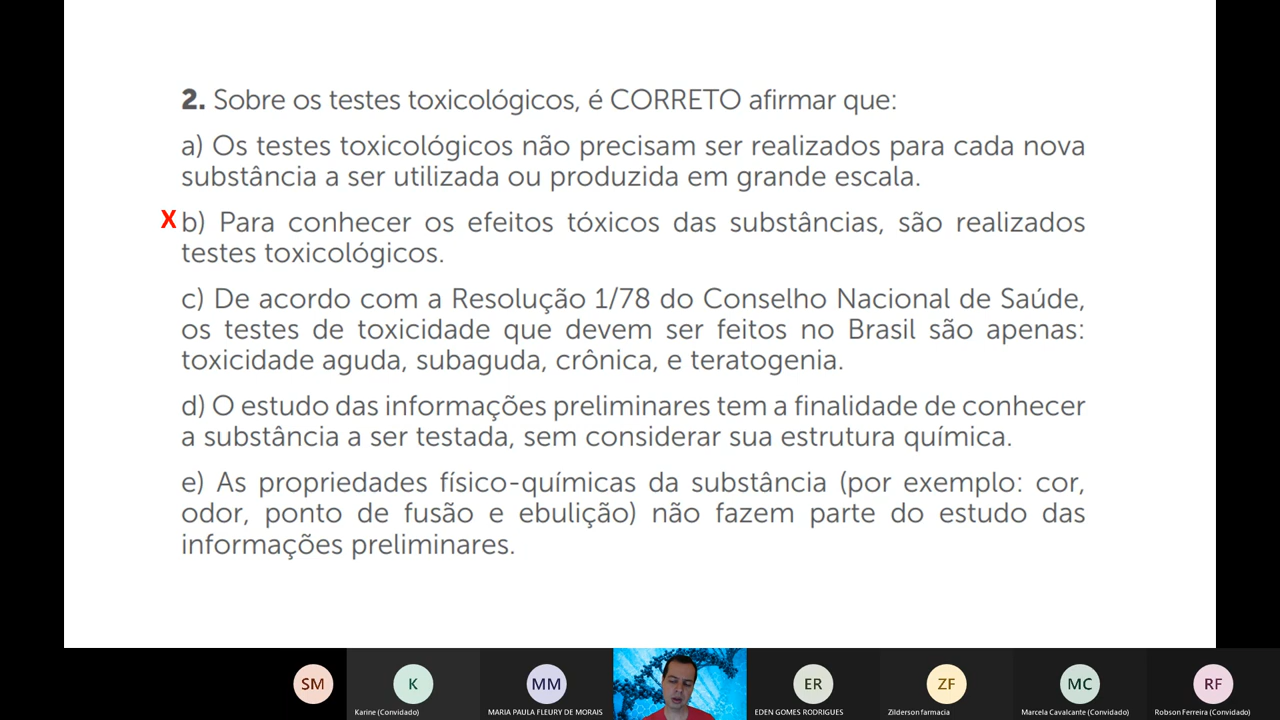 2. Sobre os testes toxicológicos, é CORRETO afirmar que:
a) Os testes toxicológicos não precisam ser realizados para cada nova
substância a ser utilizada ou produzida em grande escala.
X b) Para conhecer os efeitos tóxicos das substâncias, são realizados
testes toxicológicos.
c) De acordo com a Resolução 1/78 do Conselho Nacional de Saúde,
os testes de toxicidade que devem ser feitos no Brasil são apenas:
toxicidade aguda, subaguda, crônica, e teratogenia.
d) O estudo das informações preliminares tem a finalidade de conhecer
a substância a ser testada, sem considerar sua estrutura química.
e) As propriedades físico-químicas da substância (por exemplo: cor,
odor, ponto de fusão e ebulição) não fazem parte do estudo das
informações preliminares.
SM K MM ER ZF MC RF
Karine (Convidado) MARIA PAULA FLEURY DE MORAIS EDEN GOMES RODRIGUES Zilderson farmacia Marcela Cavalcante (Convidado) Robson Ferreira (Convidado)